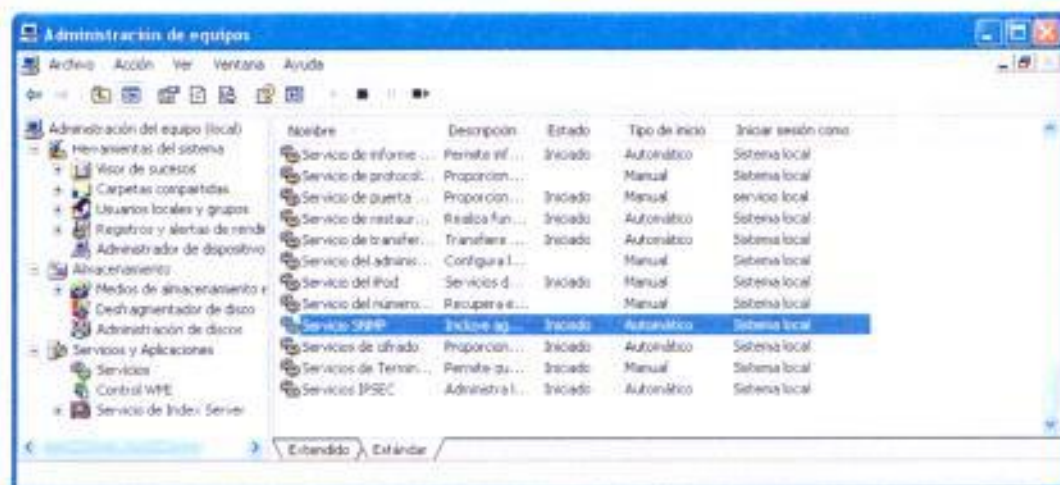 Administración de equipos
Archivo Acción Ver Ventana Ayuda
Administración del equipo (local)
Herramientas del sistema
Visor de sucesos
Carpetas compartidas
Usuarios locales y grupos
Registros y alertas de rendi
Administrador de dispositivo
Almacenamiento
Medios de almacenamiento e
Desfragmentador de disco
Administración de discos
Servicios y Aplicaciones
Servicios
Control WMI
Servicio de Index Server
Nombre Descripción Estado Tipo de inicio Iniciar sesión como
Servicio de informe ... Permite inf... Iniciado Automático Sistema local
Servicio de protocol... Proporcion... Manual Sistema local
Servicio de puerta ... Proporcion... Iniciado Manual servicio local
Servicio de restaur... Realiza fun... Iniciado Automático Sistema local
Servicio de transfer... Transfiere ... Iniciado Automático Sistema local
Servicio del adminis... Configura l... Manual Sistema local
Servicio del iPod Servicios d... Iniciado Manual Sistema local
Servicio del número... Recupera e... Manual Sistema local
Servicio SNMP Incluye ag... Iniciado Automático Sistema local
Servicios de cifrado Proporcion... Iniciado Automático Sistema local
Servicios de Termin... Permite qu... Iniciado Manual Sistema local
Servicios IPSEC Administra l... Iniciado Automático Sistema local
Extendido Estándar